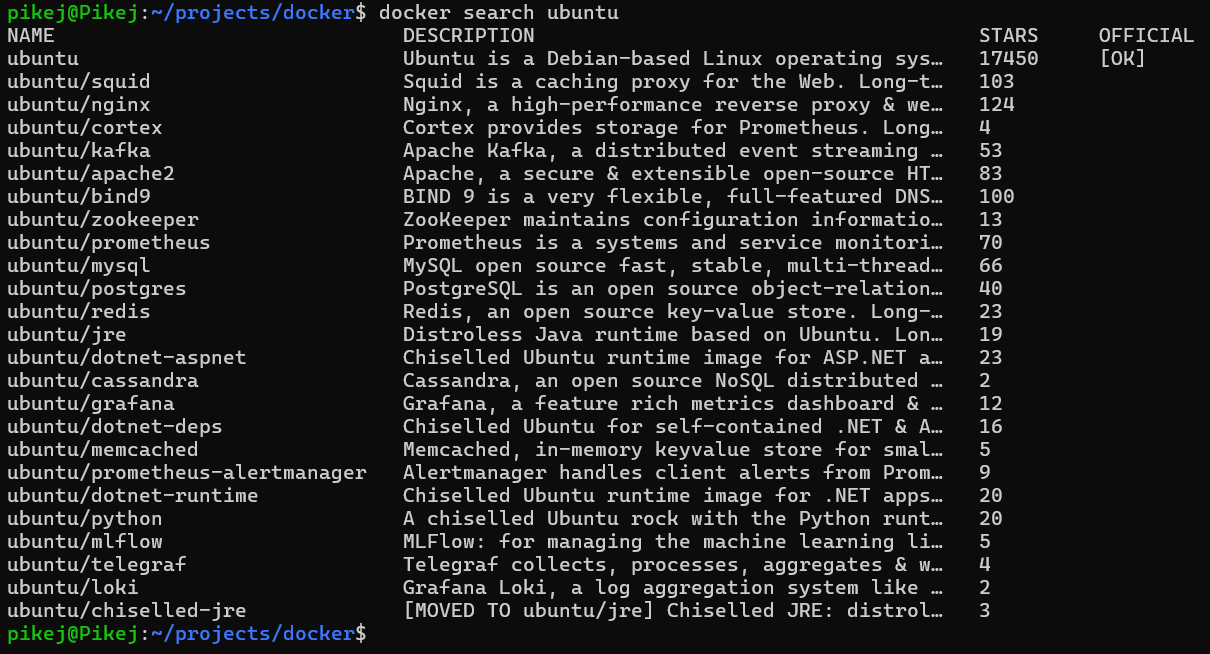 pikej@Pikej:~/projects/docker$ docker search ubuntu
NAME DESCRIPTION STARS OFFICIAL
ubuntu Ubuntu is a Debian-based Linux operating sys… 17450 [OK]
ubuntu/squid Squid is a caching proxy for the Web. Long-t… 103
ubuntu/nginx Nginx, a high-performance reverse proxy & we… 124
ubuntu/cortex Cortex provides storage for Prometheus. Long… 4
ubuntu/kafka Apache Kafka, a distributed event streaming … 53
ubuntu/apache2 Apache, a secure & extensible open-source HT… 83
ubuntu/bind9 BIND 9 is a very flexible, full-featured DNS… 100
ubuntu/zookeeper ZooKeeper maintains configuration informatio… 13
ubuntu/prometheus Prometheus is a systems and service monitori… 70
ubuntu/mysql MySQL open source fast, stable, multi-thread… 66
ubuntu/postgres PostgreSQL is an open source object-relation… 40
ubuntu/redis Redis, an open source key-value store. Long-… 23
ubuntu/jre Distroless Java runtime based on Ubuntu. Lon… 19
ubuntu/dotnet-aspnet Chiselled Ubuntu runtime image for ASP.NET a… 23
ubuntu/cassandra Cassandra, an open source NoSQL distributed … 2
ubuntu/grafana Grafana, a feature rich metrics dashboard & … 12
ubuntu/dotnet-deps Chiselled Ubuntu for self-contained .NET & A… 16
ubuntu/memcached Memcached, in-memory keyvalue store for smal… 5
ubuntu/prometheus-alertmanager Alertmanager handles client alerts from Prom… 9
ubuntu/dotnet-runtime Chiselled Ubuntu runtime image for .NET apps… 20
ubuntu/python A chiselled Ubuntu rock with the Python runt… 20
ubuntu/mlflow MLFlow: for managing the machine learning li… 5
ubuntu/telegraf Telegraf collects, processes, aggregates & w… 4
ubuntu/loki Grafana Loki, a log aggregation system like … 2
ubuntu/chiselled-jre [MOVED TO ubuntu/jre] Chiselled JRE: distrol… 3
pikej@Pikej:~/projects/docker$